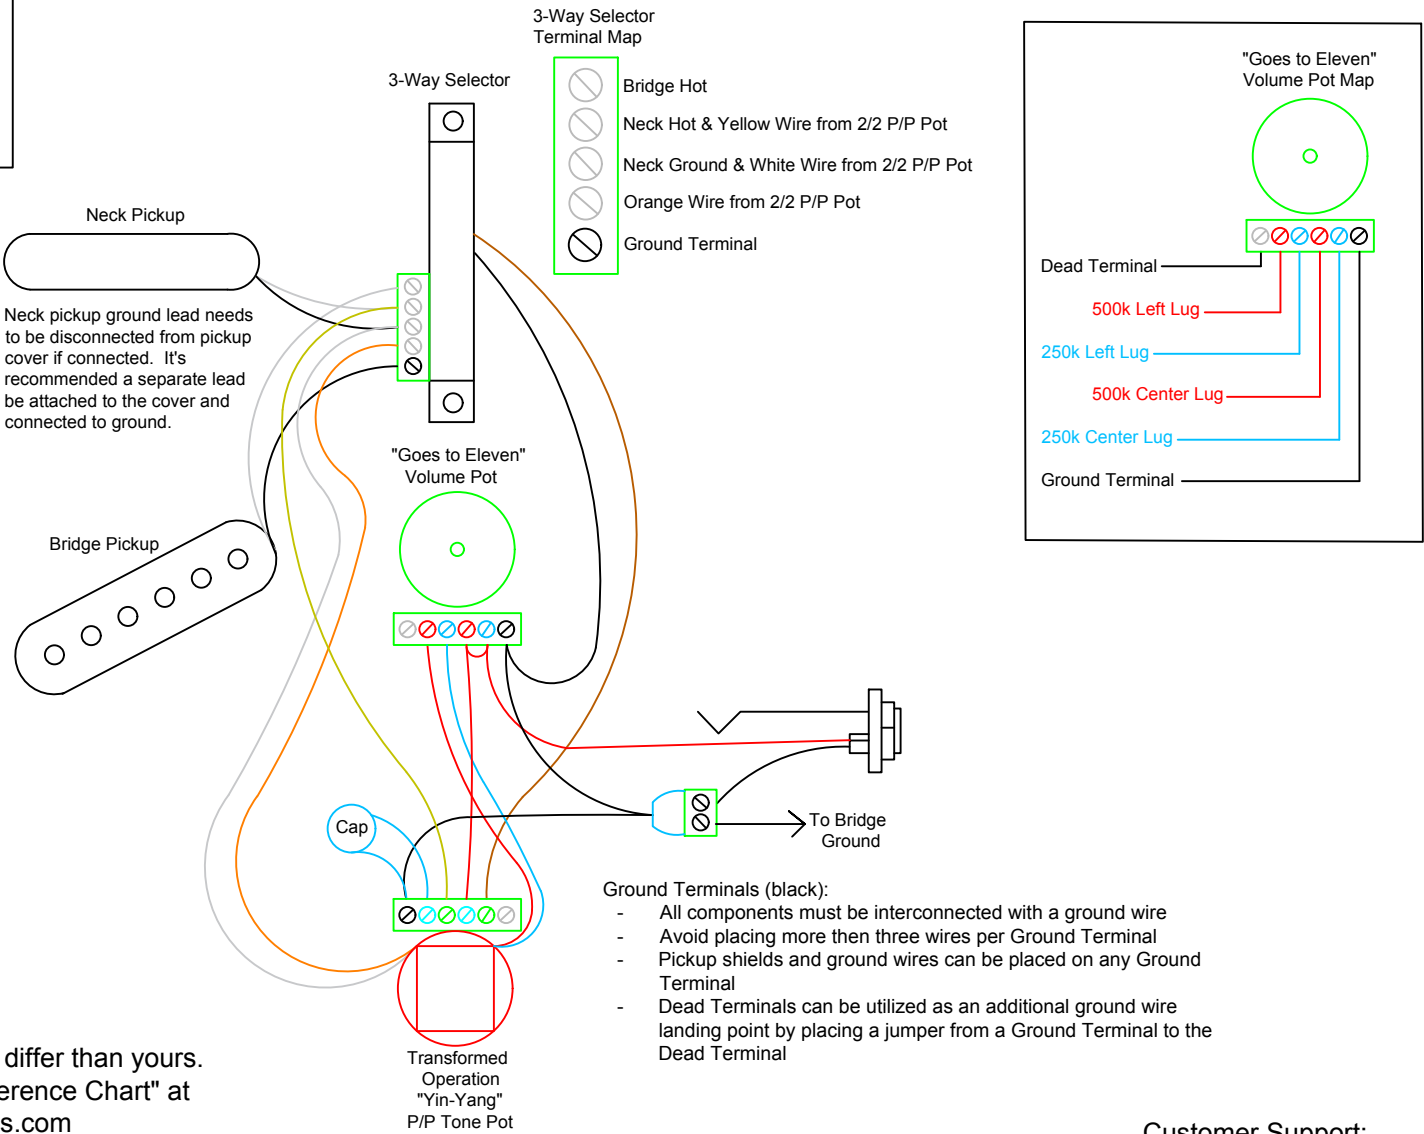 3-Way Selector
Terminal Map
Bridge Hot
Neck Hot & Yellow Wire from 2/2 P/P Pot
Neck Ground & White Wire from 2/2 P/P Pot
Orange Wire from 2/2 P/P Pot
Ground Terminal
3-Way Selector
"Goes to Eleven"
Volume Pot Map
Dead Terminal
500k Left Lug
250k Left Lug
500k Center Lug
250k Center Lug
Ground Terminal
Neck Pickup
Neck pickup ground lead needs
to be disconnected from pickup
cover if connected.  It's
recommended a separate lead
be attached to the cover and
connected to ground.
"Goes to Eleven"
Volume Pot
Bridge Pickup
Cap
To Bridge
Ground
Ground Terminals (black):
- All components must be interconnected with a ground wire
- Avoid placing more then three wires per Ground Terminal
- Pickup shields and ground wires can be placed on any Ground
Terminal
- Dead Terminals can be utilized as an additional ground wire
landing point by placing a jumper from a Ground Terminal to the
Dead Terminal
Transformed
Operation
"Yin-Yang"
P/P Tone Pot
differ than yours.
erence Chart" at
s.com
Customer Support: